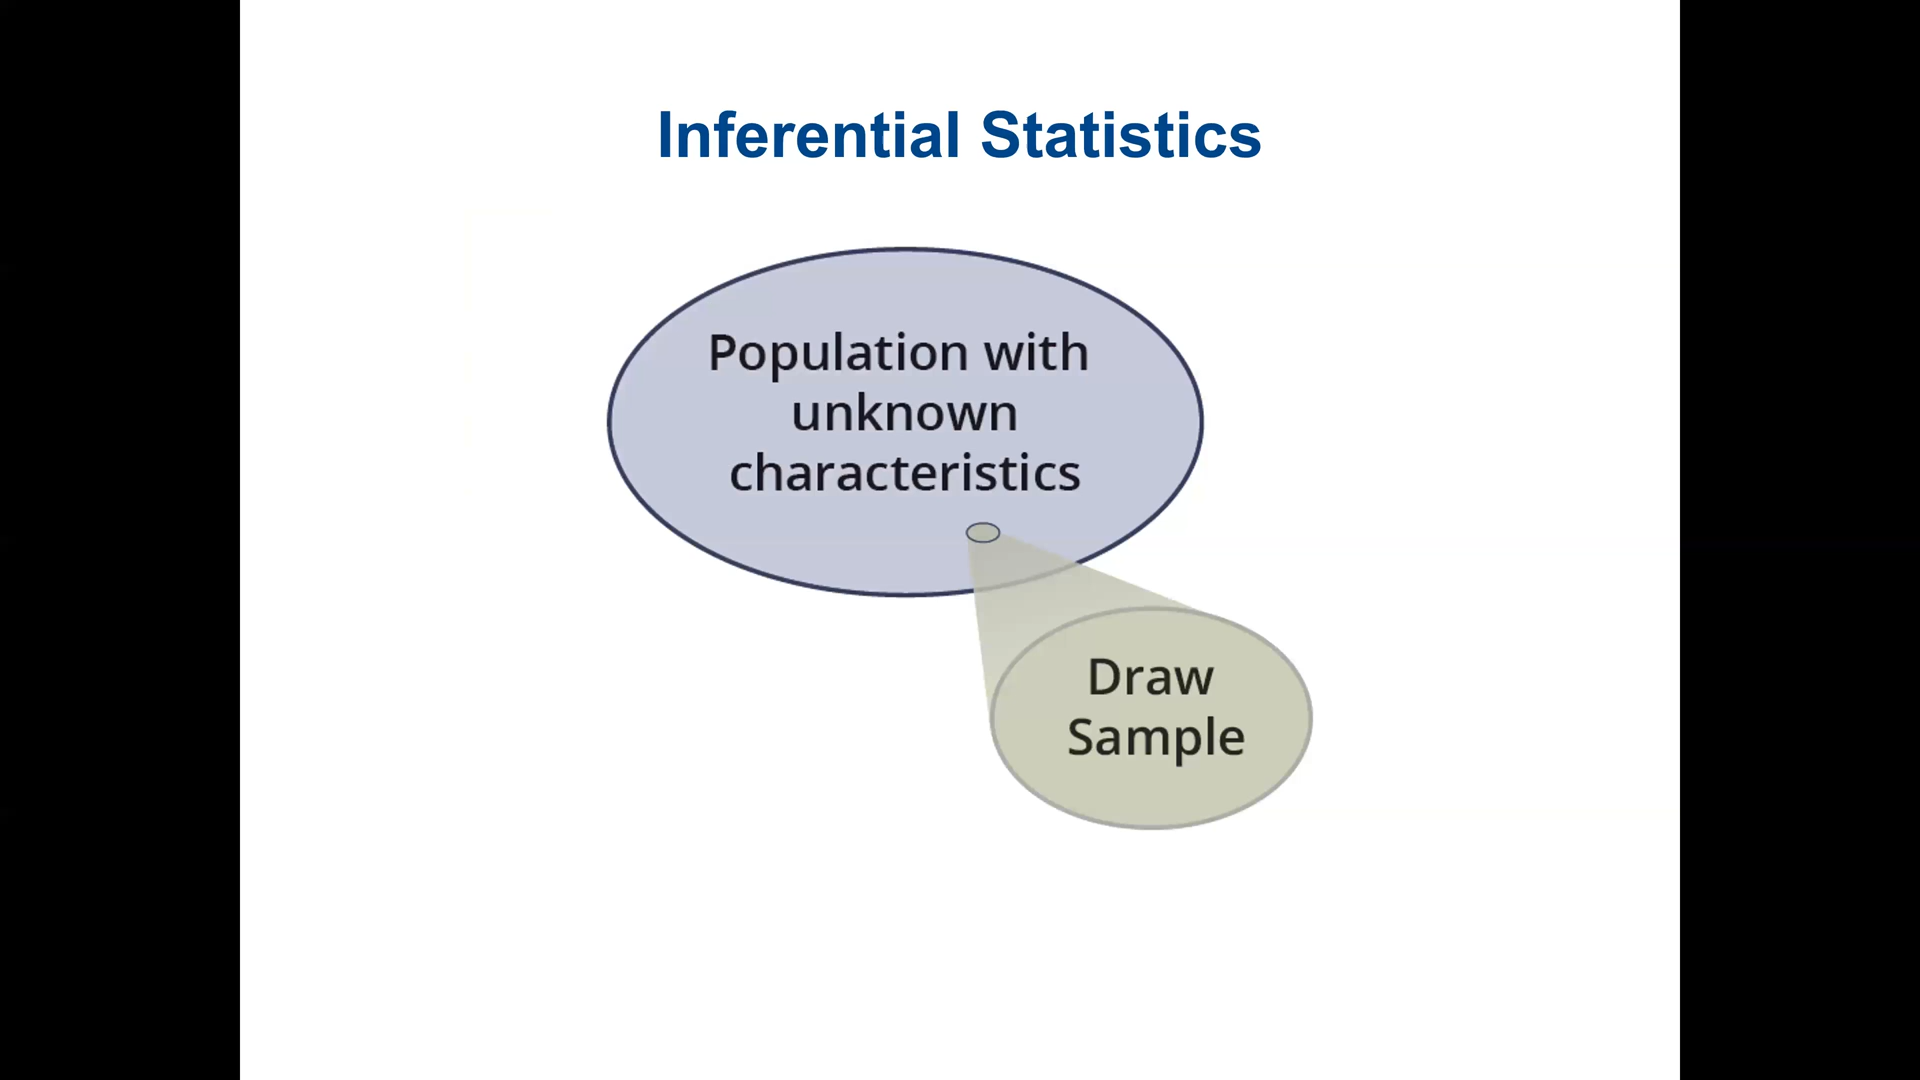 Inferential Statistics
Population with
unknown
characteristics
Draw
Sample